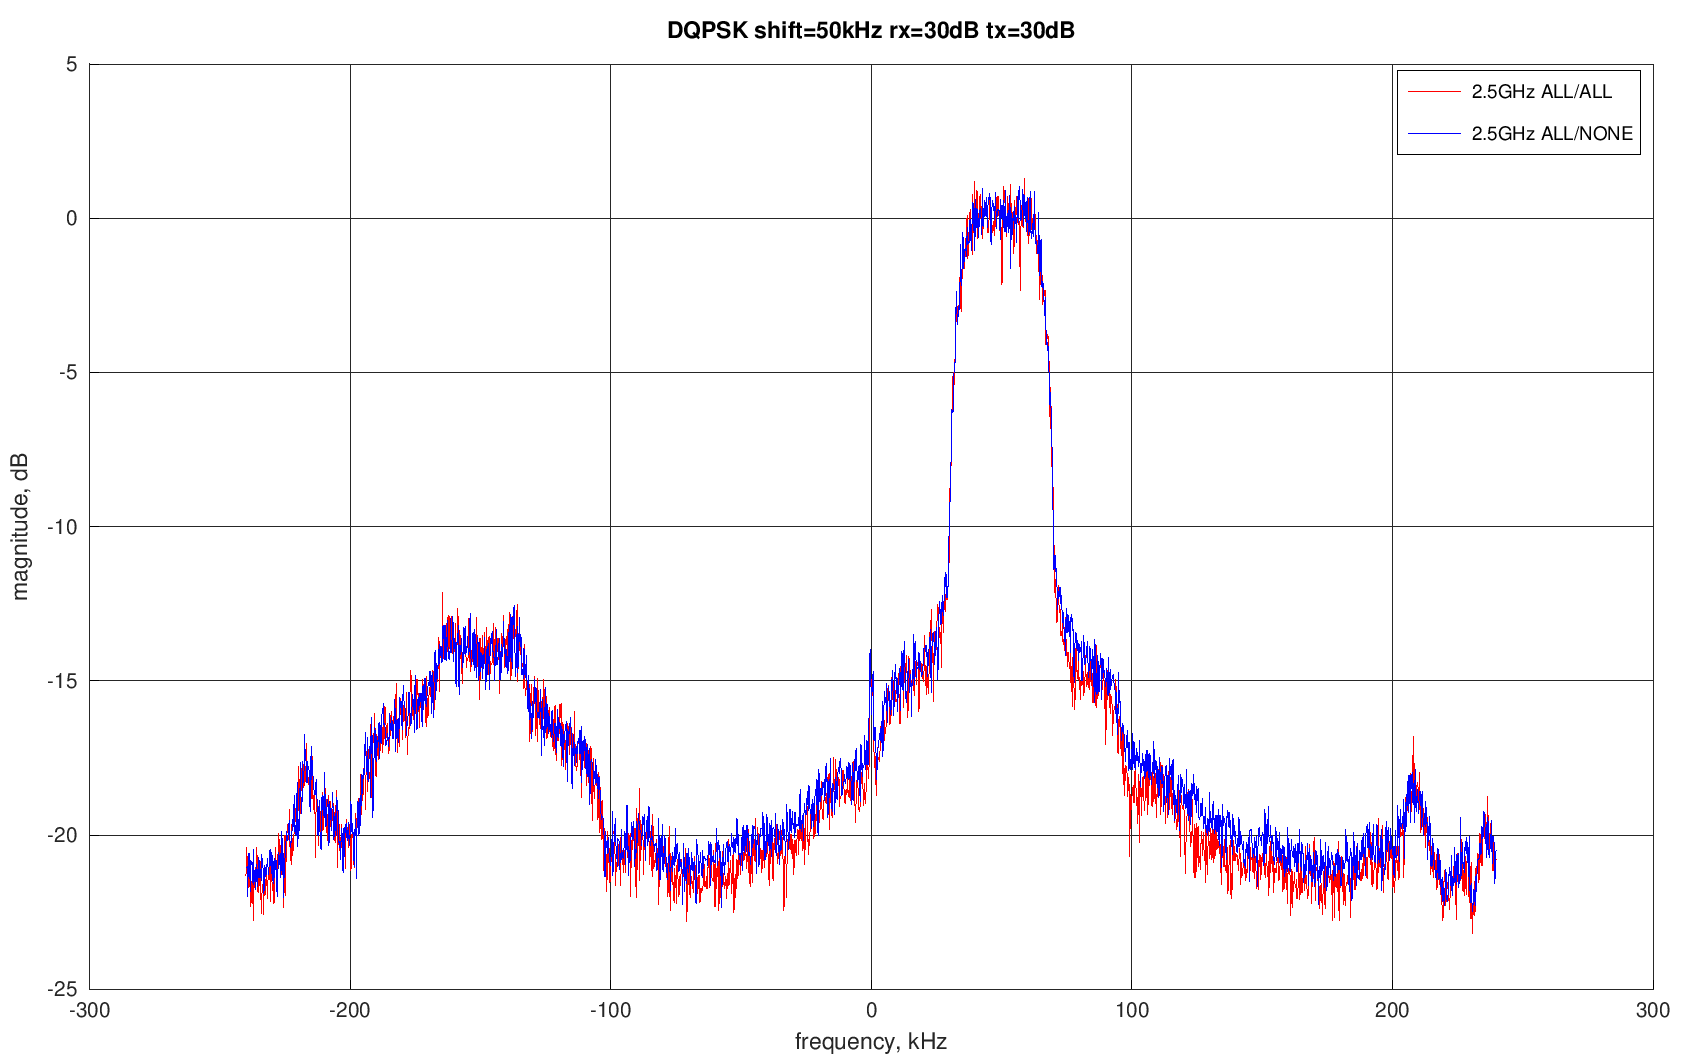 DQPSK shift=50kHz rx=30dB tx=30dB
5
2.5GHz ALL/ALL
2.5GHz ALL/NONE
0
-5
magnitude, dB
-10
-15
-20
-25
-300 -200 -100 0 100 200 300
frequency, kHz